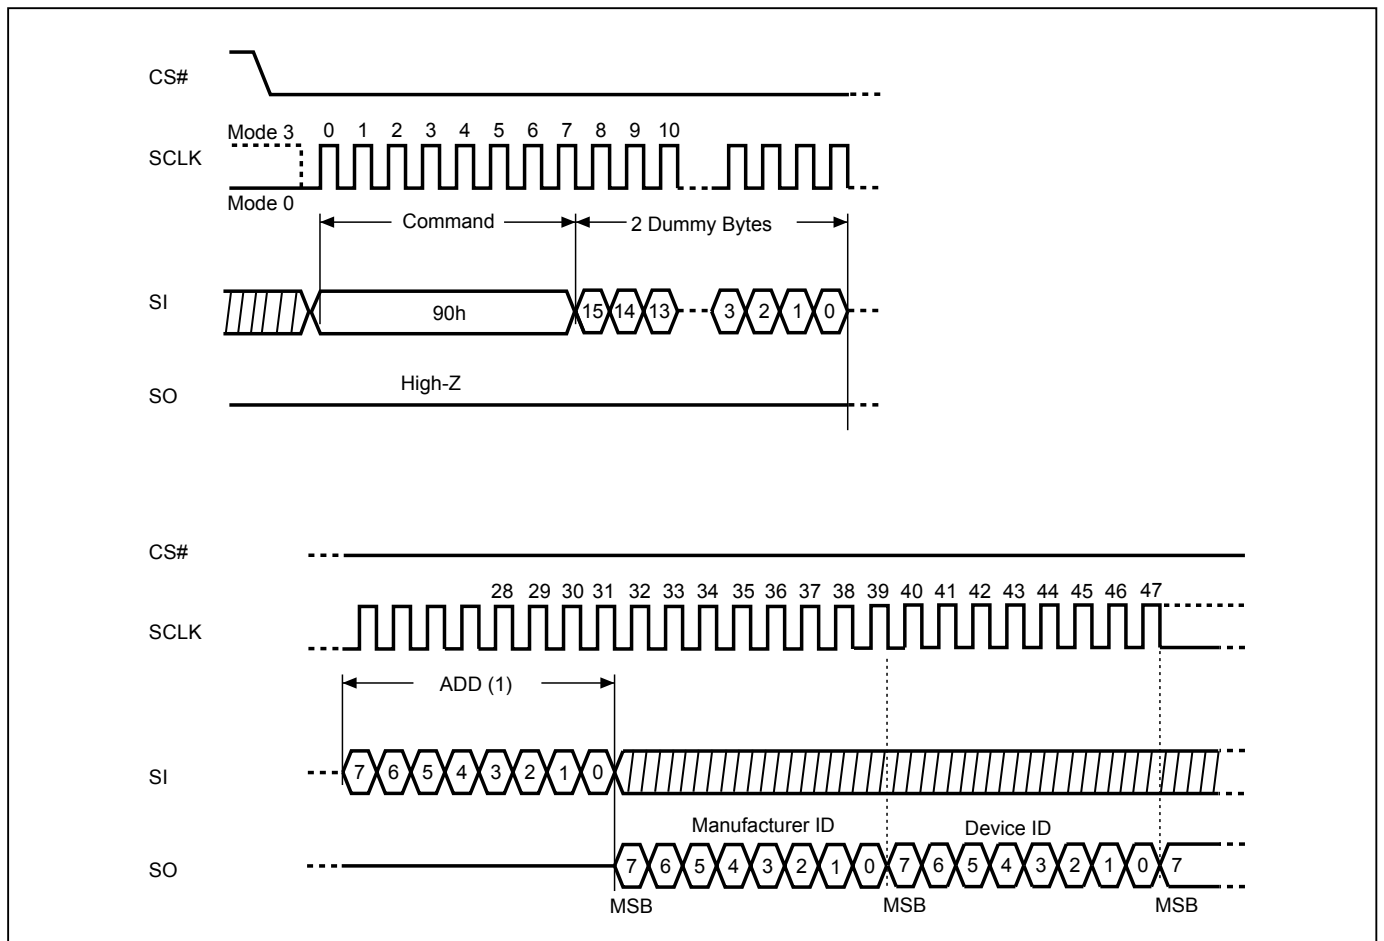 CS#
Mode 3 0 1 2 3 4 5 6 7 8 9 10
SCLK
Mode 0
Command 2 Dummy Bytes
SI 90h 15 14 13 3 2 1 0
High-Z
SO
CS#
28 29 30 31 32 33 34 35 36 37 38 39 40 41 42 43 44 45 46 47
SCLK
ADD (1)
SI 7 6 5 4 3 2 1 0
Manufacturer ID Device ID
SO 7 6 5 4 3 2 1 0 7 6 5 4 3 2 1 0 7
MSB MSB MSB